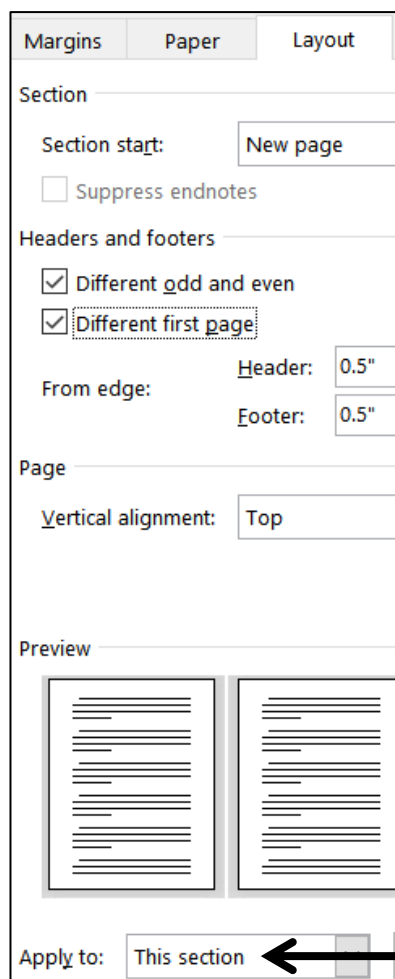 Margins Paper Layout
Section
Section start: New page
Suppress endnotes
Headers and footers
Different odd and even
Different first page
From edge: Header: 0.5"
Footer: 0.5"
Page
Vertical alignment: Top
Preview
Apply to: This section